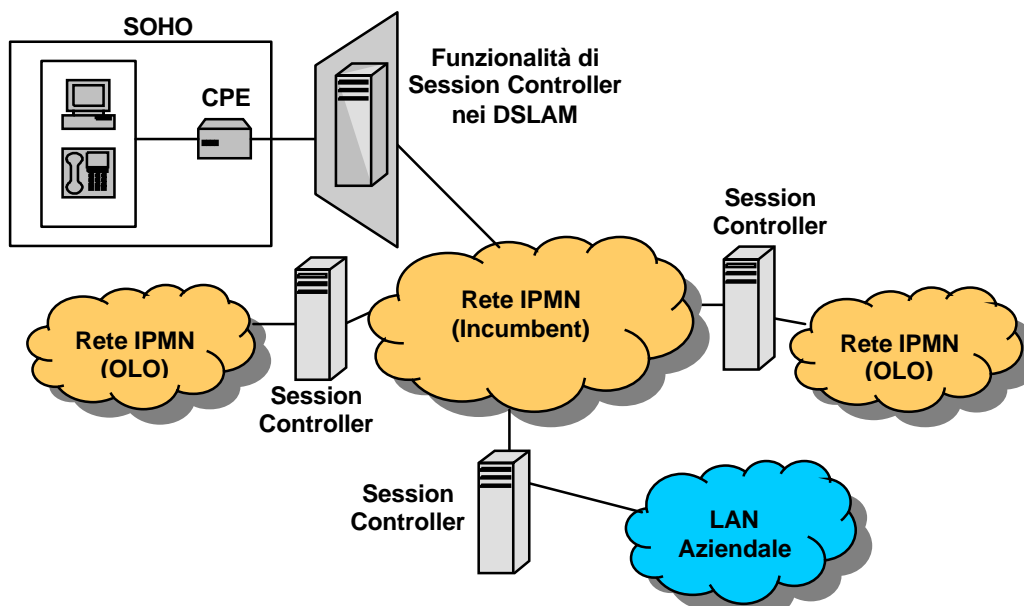 SOHO
CPE
Funzionalità di
Session Controller
nei DSLAM
Session
Controller
Rete IPMN
(Incumbent)
Rete IPMN
(OLO)
Session
Controller
Rete IPMN
(OLO)
Session
Controller
LAN
Aziendale